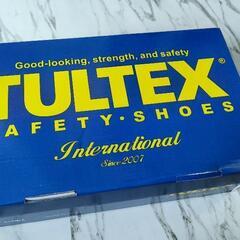 Good-looking, strength, and safety
TULTEX®
SAFETY·SHOES
International
Since 2007